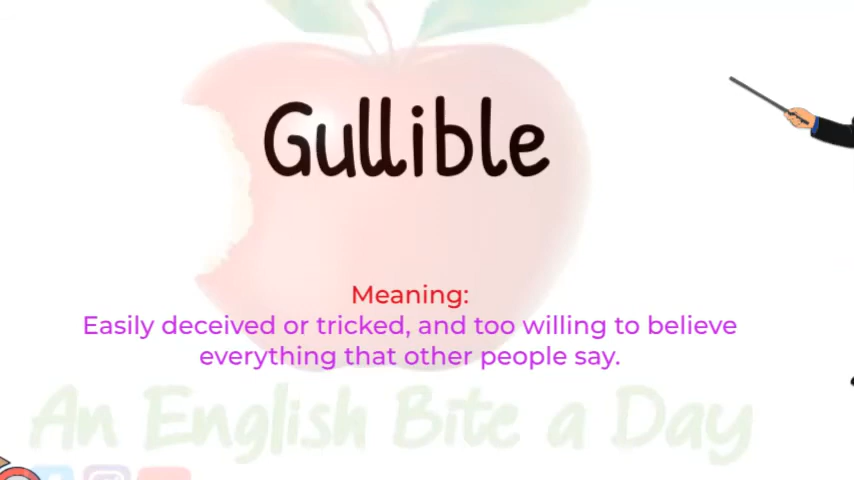 Gullible
Meaning:
Easily deceived or tricked, and too willing to believe
everything that other people say.
An English Bite a Day